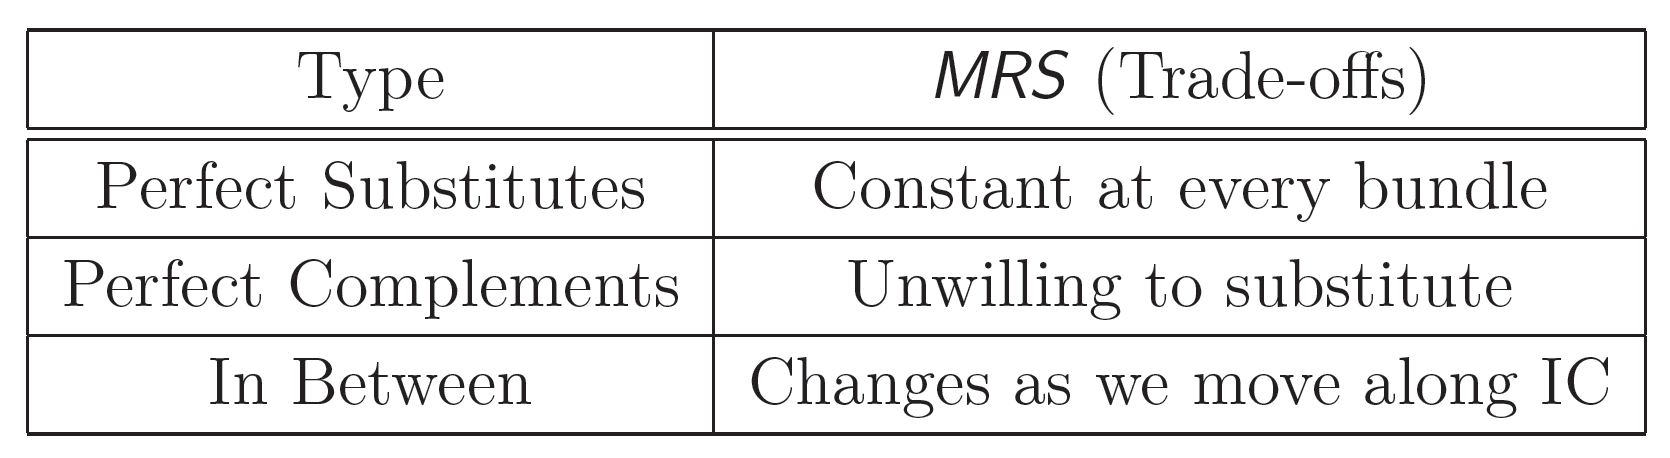 Type MRS (Trade-offs)
Perfect Substitutes Constant at every bundle
Perfect Complements Unwilling to substitute
In Between Changes as we move along IC